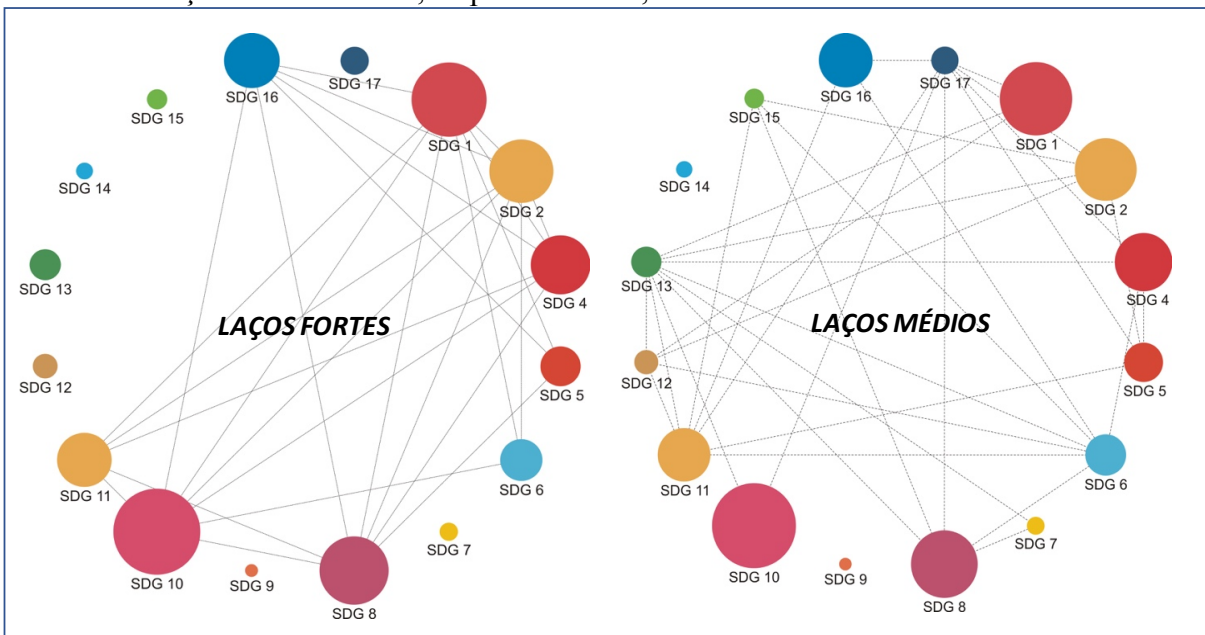 SDG 16
SDG 17
SDG 15
SDG 1
SDG 14
SDG 2
SDG 13
SDG 4
LAÇOS FORTES
SDG 12
SDG 5
SDG 11
SDG 6
SDG 10
SDG 7
SDG 9
SDG 8
SDG 16
SDG 17
SDG 15
SDG 1
SDG 14
SDG 2
SDG 13
SDG 4
LAÇOS MÉDIOS
SDG 12
SDG 5
SDG 11
SDG 6
SDG 10
SDG 7
SDG 9
SDG 8